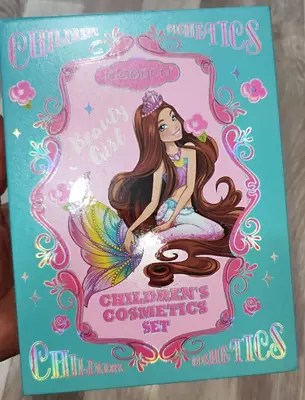 CHILDREN COSMETICS
Beauty
Girl
CHILDREN'S
COSMETICS
SET
CHILDREN COSMETICS